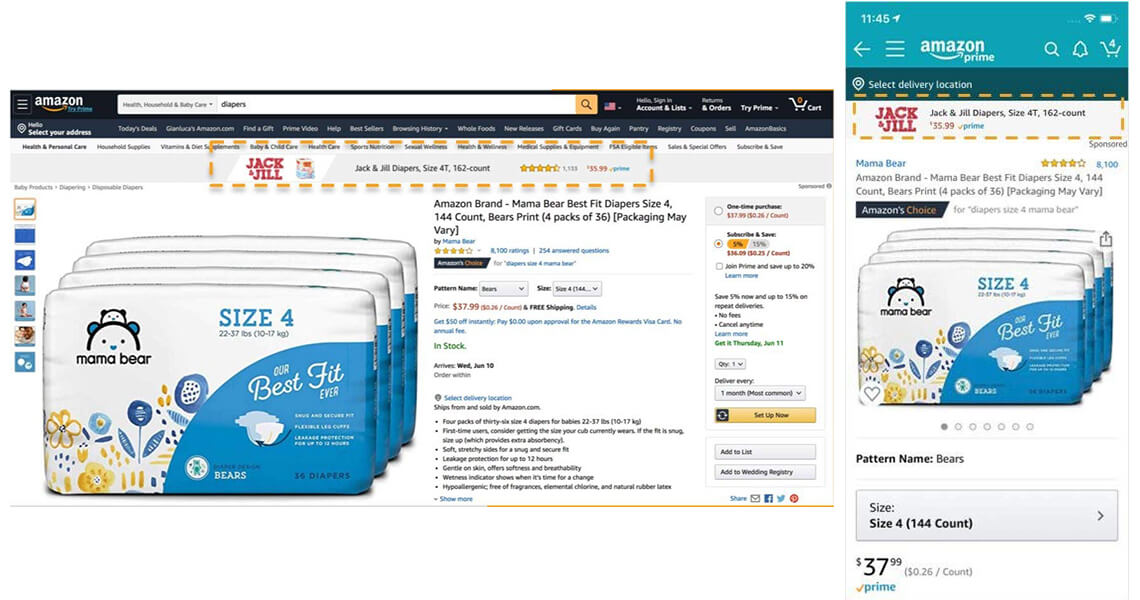 amazon
Try Prime
Health, Household & Baby Care
diapers
Hello, Sign in
Account & Lists
Returns
& Orders
Try Prime
Cart
Hello
Select your address
Today's Deals Gianluca's Amazon.com Find a Gift Prime Video Help Best Sellers Browsing History Whole Foods New Releases Gift Cards Buy Again Pantry Registry Coupons Sell AmazonBasics
Health & Personal Care Household Supplies Vitamins & Diet Supplements Baby & Child Care Health Care Sports Nutrition Sexual Wellness Health & Wellness Medical Supplies & Equipment FSA Eligible Items Sales & Special Offers Subscribe & Save
JACK
& JILL
Jack & Jill Diapers, Size 4T, 162-count
1,133
$35.99 prime
Sponsored
Baby Products › Diapering › Disposable Diapers
mama bear
SIZE 4
22-37 lbs (10-17 kg)
OUR
Best Fit
EVER
SNUG AND SECURE FIT
FLEXIBLE LEG CUFFS
LEAKAGE PROTECTION
FOR UP TO 12 HOURS
DIAPER DESIGN
BEARS
36 DIAPERS
Amazon Brand - Mama Bear Best Fit Diapers Size 4,
144 Count, Bears Print (4 packs of 36) [Packaging May
Vary]
by Mama Bear
8,100 ratings | 254 answered questions
Amazon's Choice for "diapers size 4 mama bear"
Pattern Name: Bears Size: Size 4 (144...
Price: $37.99 ($0.26 / Count) & FREE Shipping. Details
Get $50 off instantly: Pay $0.00 upon approval for the Amazon Rewards Visa Card. No
annual fee.
In Stock.
Arrives: Wed, Jun 10
Order within
Select delivery location
Ships from and sold by Amazon.com.
• Four packs of thirty-six size 4 diapers for babies 22-37 lbs (10-17 kg)
• First-time users, consider getting the size your cub currently wears. If the fit is snug,
size up (which provides extra absorbency).
• Soft, stretchy sides for a snug and secure fit
• Leakage protection for up to 12 hours
• Gentle on skin, offers softness and breathability
• Wetness indicator shows when it's time for a change
• Hypoallergenic; free of fragrances, elemental chlorine, and natural rubber latex
Show more
One-time purchase:
$37.99 ($0.26 / Count)
Subscribe & Save:
5% 15%
$36.09 ($0.25 / Count)
Join Prime and save up to 20%
Learn more
Save 5% now and up to 15% on
repeat deliveries.
• No fees
• Cancel anytime
Learn more
Get it Thursday, Jun 11
Qty: 1
Deliver every:
1 month (Most common)
Set Up Now
Add to List
Add to Wedding Registry
Share
11:45
amazon
prime
4
Select delivery location
JACK
& JILL
Jack & Jill Diapers, Size 4T, 162-count
$35.99 prime
Sponsored
Mama Bear
8,100
Amazon Brand - Mama Bear Best Fit Diapers Size 4, 144
Count, Bears Print (4 packs of 36) [Packaging May Vary]
Amazon's Choice for "diapers size 4 mama bear"
mama bear
SIZE 4
22-37 lbs (10-17 kg)
OUR
Best Fit
EVER
SNUG AND SECURE FIT
FLEXIBLE LEG CUFFS
LEAKAGE PROTECTION
FOR UP TO 12 HOURS
BEARS
36 DIAPERS
Pattern Name: Bears
Size:
Size 4 (144 Count)
$37.99 ($0.26 / Count)
prime